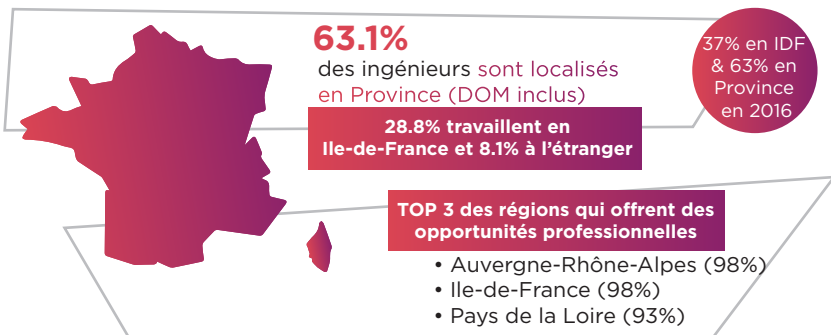 63.1%
des ingénieurs sont localisés
en Province (DOM inclus)
28.8% travaillent en
Ile-de-France et 8.1% à l'étranger
37% en IDF
& 63% en
Province
en 2016
TOP 3 des régions qui offrent des
opportunités professionnelles
• Auvergne-Rhône-Alpes (98%)
• Ile-de-France (98%)
• Pays de la Loire (93%)